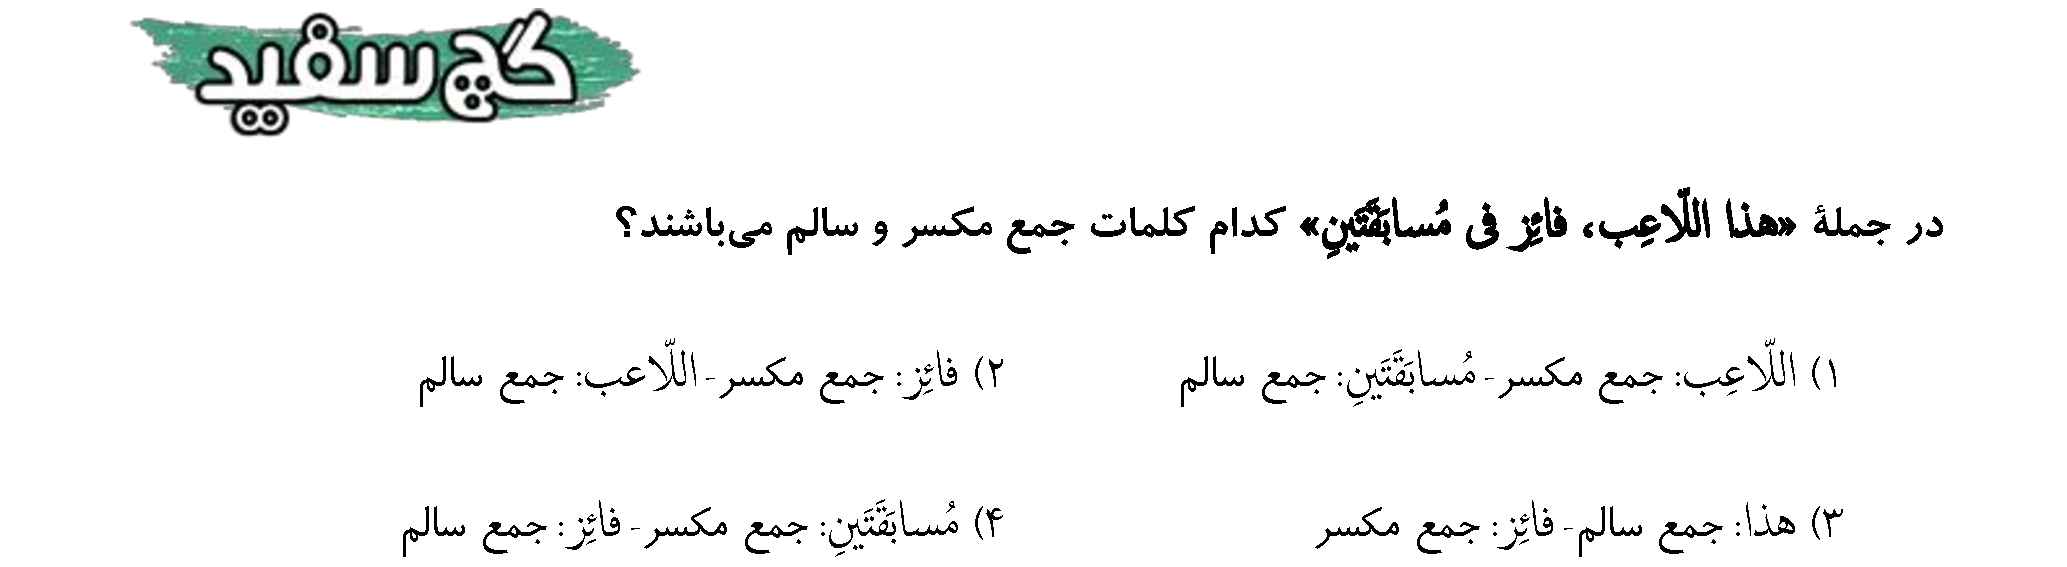 گچ سفید
در جملهٔ «هذا اللّاعِب، فائِز فی مُسابَقَتَینِ» کدام کلمات جمع مکسر و سالم می‌باشند؟
۱) اللّاعِب: جمع مکسر- مُسابَقَتَینِ: جمع سالم ۲) فائِز: جمع مکسر- اللّاعب: جمع سالم
۳) هذا: جمع سالم- فائِز: جمع مکسر ۴) مُسابَقَتَینِ: جمع مکسر- فائِز: جمع سالم